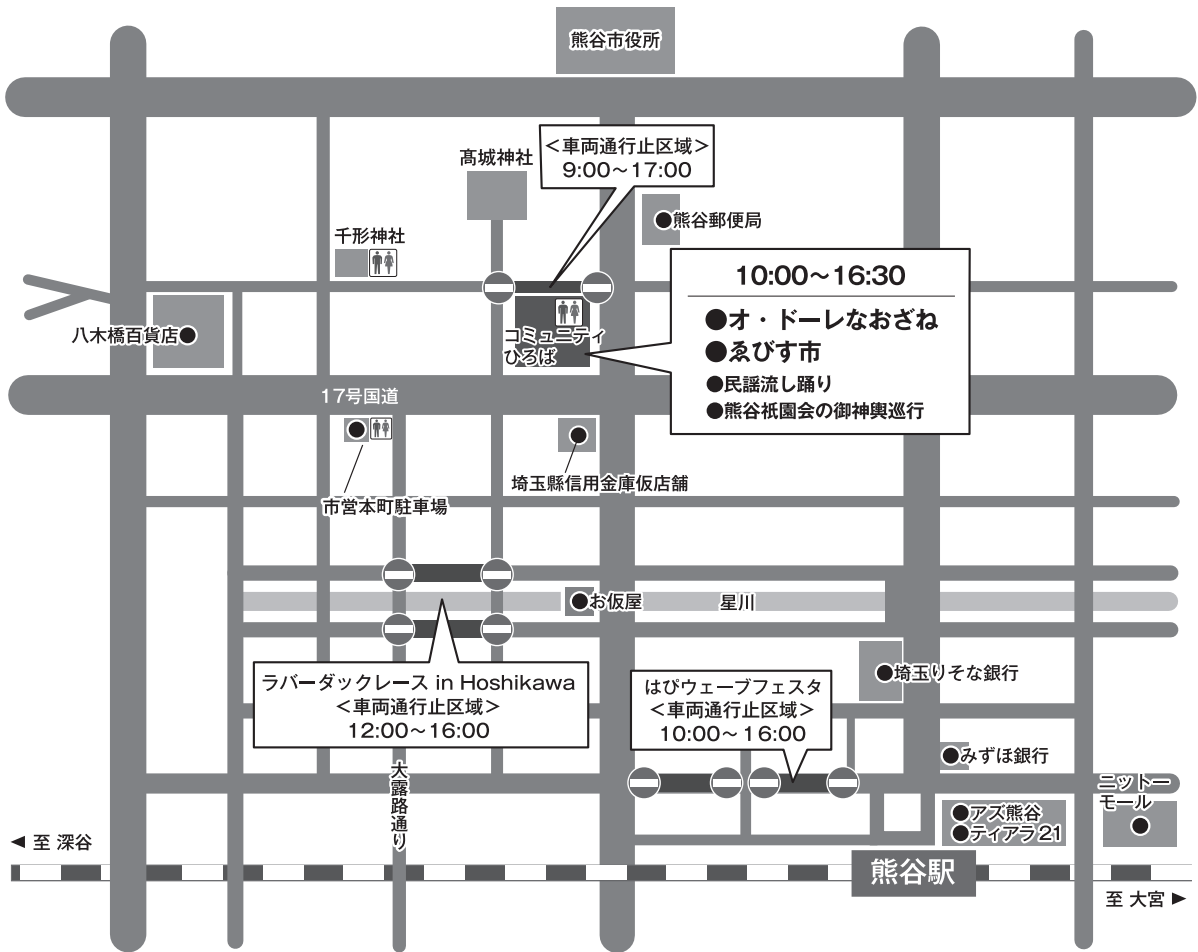 熊谷市役所
＜車両通行止区域＞
9:00～17:00
髙城神社
熊谷郵便局
千形神社
10:00～16:30
●オ・ドーレなおざね
●ゑびす市
●民謡流し踊り
●熊谷祇園会の御神輿巡行
八木橋百貨店
コミュニティ
ひろば
17号国道
埼玉縣信用金庫仮店舗
市営本町駐車場
お仮屋
星川
ラバーダックレース in Hoshikawa
＜車両通行止区域＞
12:00～16:00
はぴウェーブフェスタ
＜車両通行止区域＞
10:00～16:00
埼玉りそな銀行
みずほ銀行
大露路通り
ニットー
モール
アズ熊谷
ティアラ21
◀ 至 深谷
熊谷駅
至 大宮 ▶